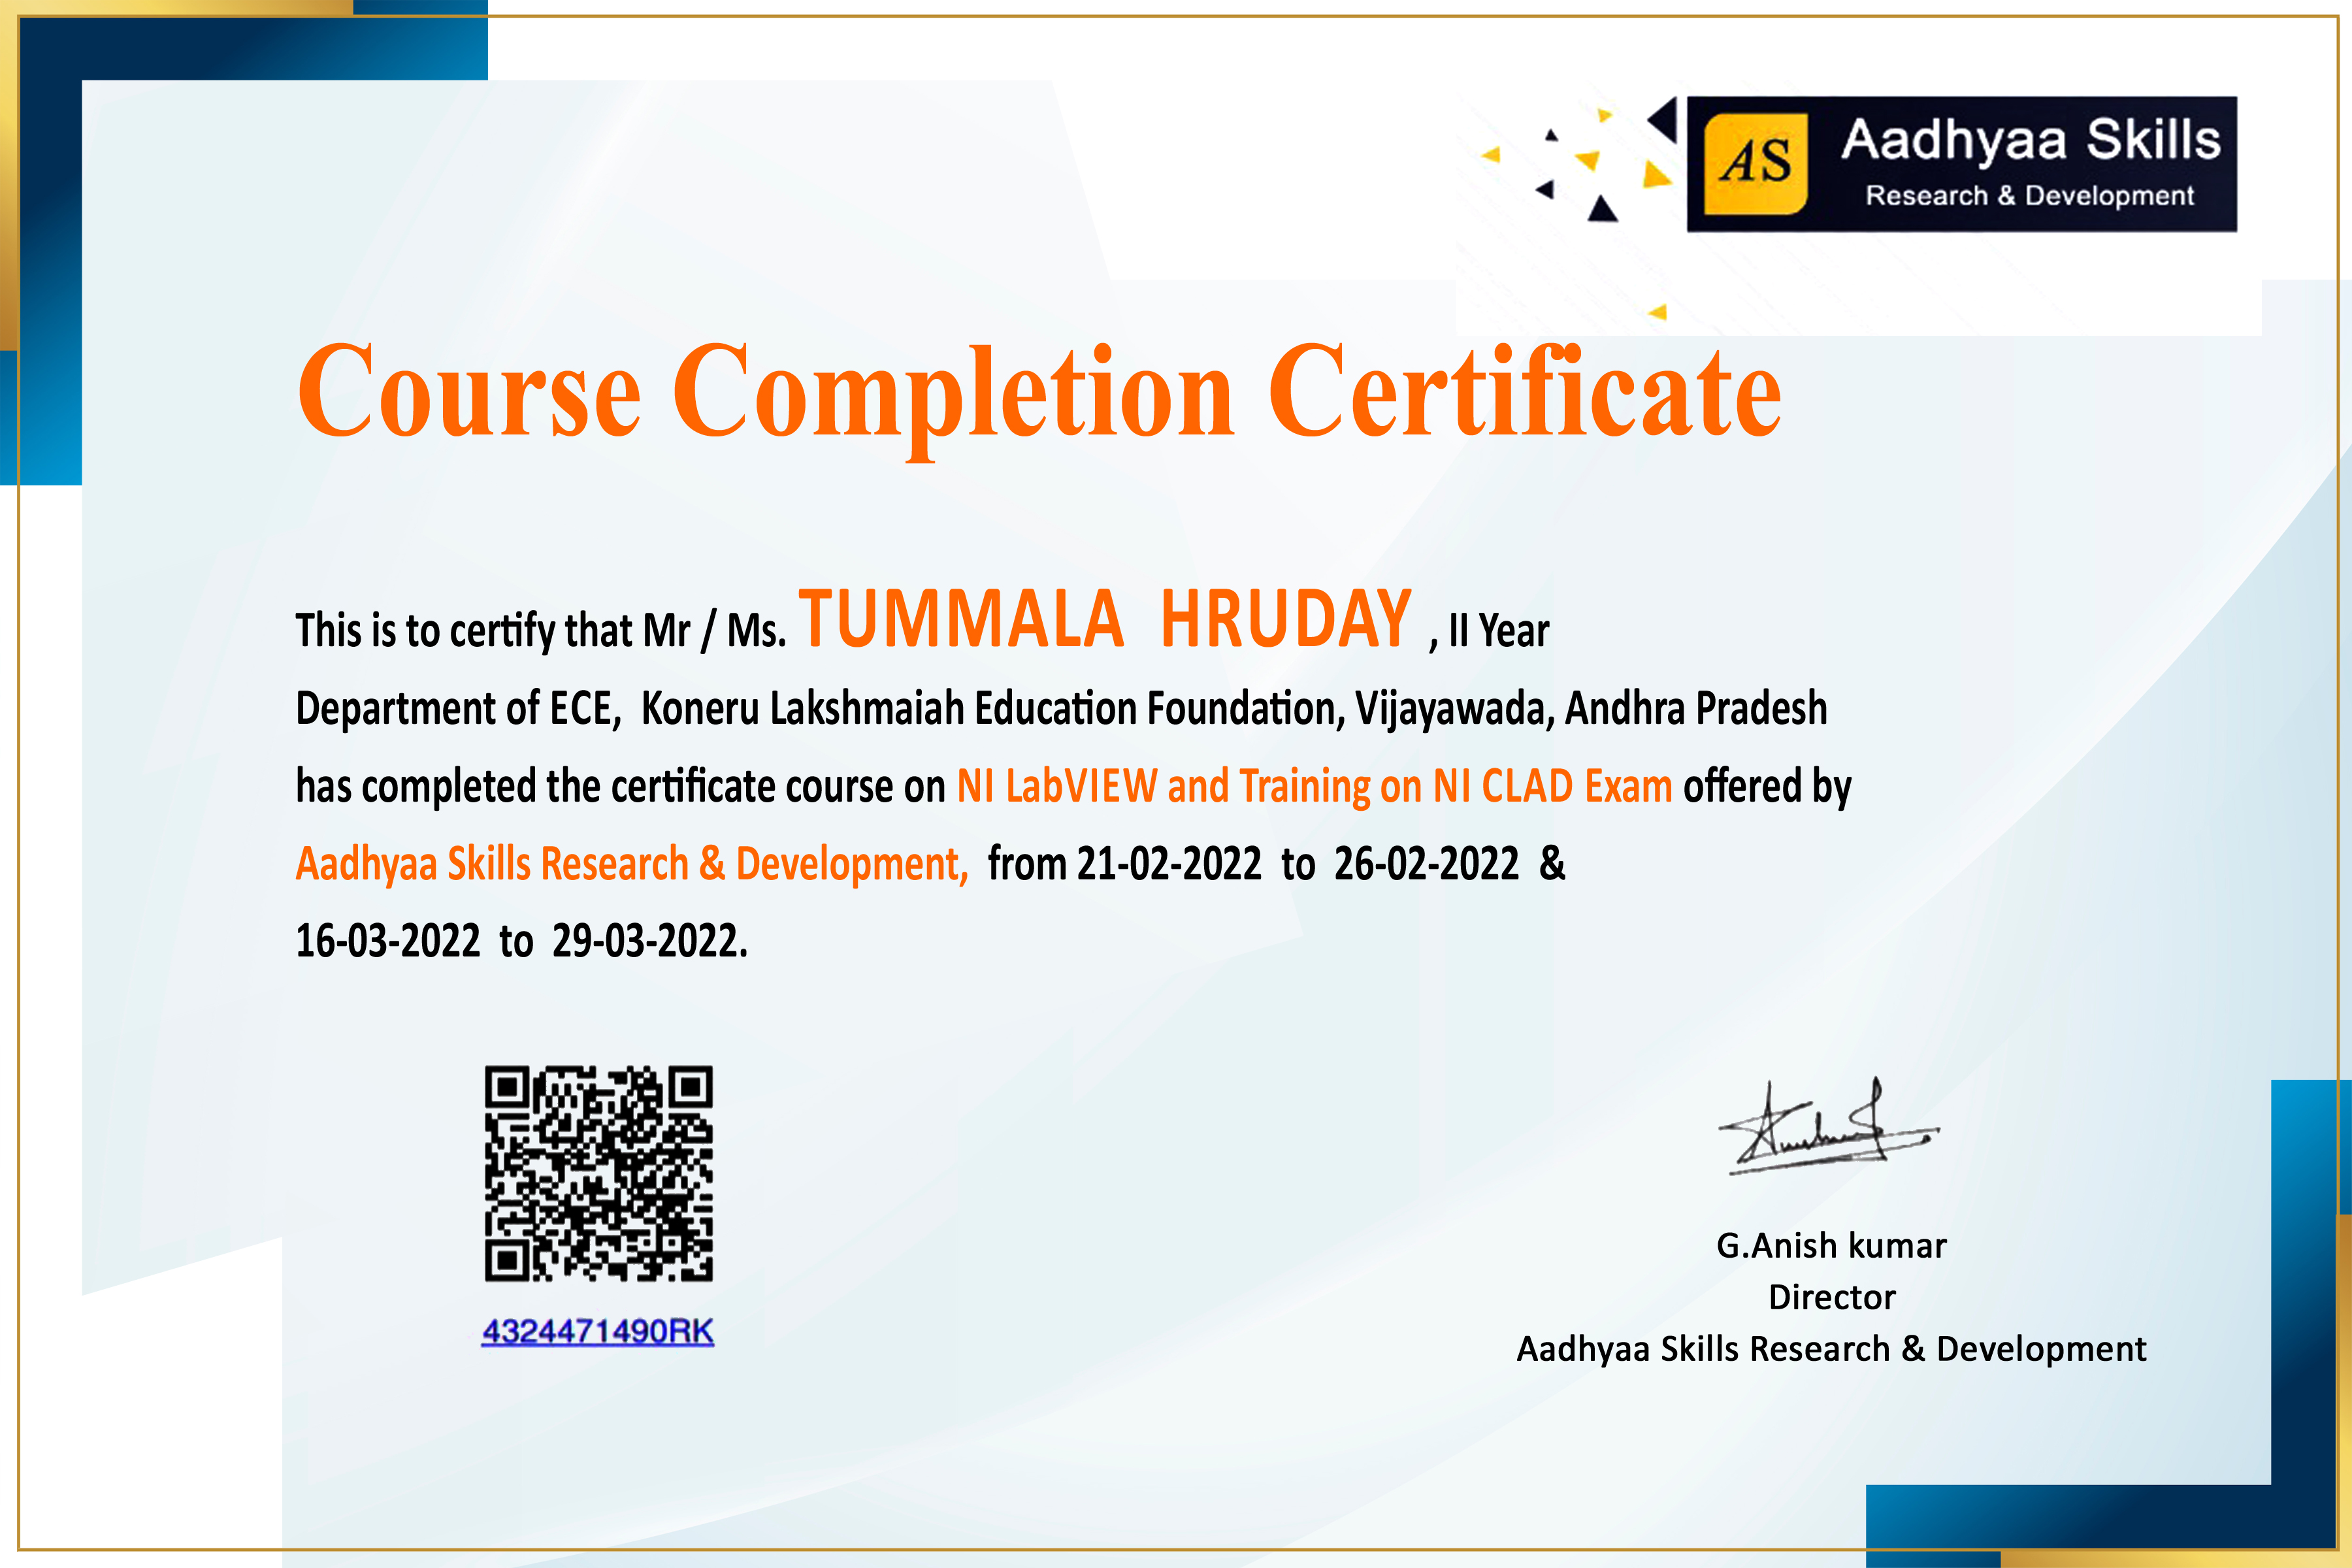 AS
Aadhyaa Skills
Research & Development
Course Completion Certificate
This is to certify that Mr / Ms. TUMMALA HRUDAY , II Year
Department of ECE, Koneru Lakshmaiah Education Foundation, Vijayawada, Andhra Pradesh
has completed the certificate course on NI LabVIEW and Training on NI CLAD Exam offered by
Aadhyaa Skills Research & Development, from 21-02-2022 to 26-02-2022 &
16-03-2022 to 29-03-2022.
4324471490RK
G.Anish kumar
Director
Aadhyaa Skills Research & Development